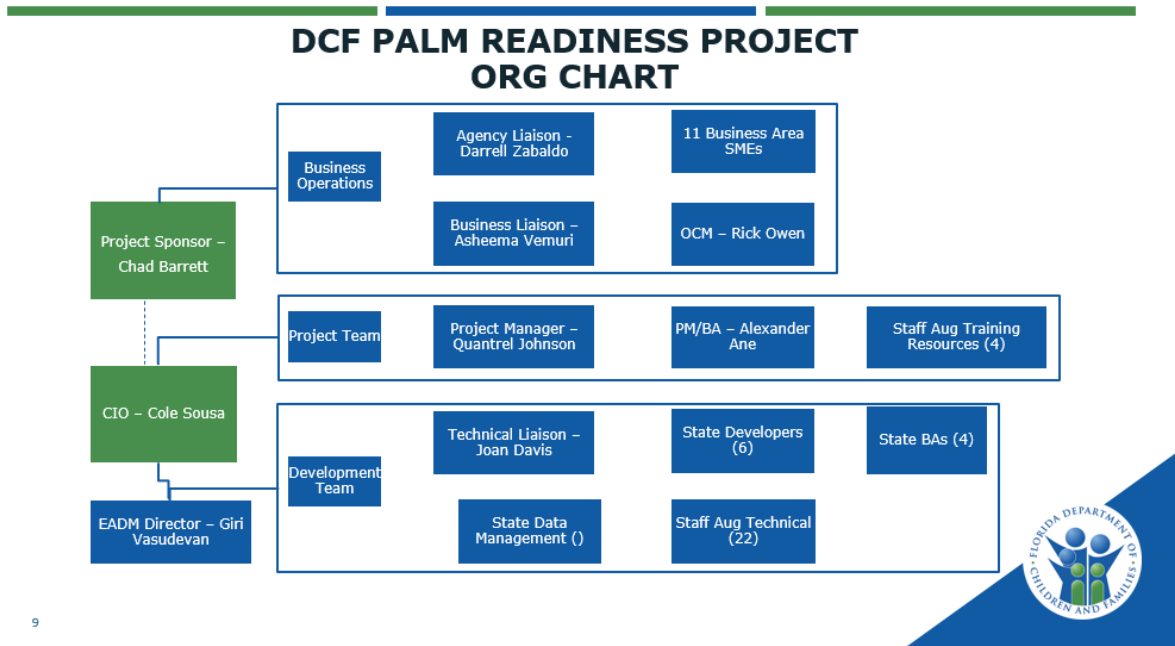 DCF PALM READINESS PROJECT
ORG CHART
Business
Operations
Agency Liaison -
Darrell Zabaldo
11 Business Area
SMEs
Business Liaison –
Asheema Vemuri
OCM – Rick Owen
Project Sponsor –
Chad Barrett
Project Team
Project Manager –
Quantrel Johnson
PM/BA – Alexander
Ane
Staff Aug Training
Resources (4)
CIO – Cole Sousa
Development
Team
Technical Liaison –
Joan Davis
State Developers
(6)
State BAs (4)
State Data
Management ()
Staff Aug Technical
(22)
EADM Director – Giri
Vasudevan
FLORIDA DEPARTMENT OF
CHILDREN AND FAMILIES
9